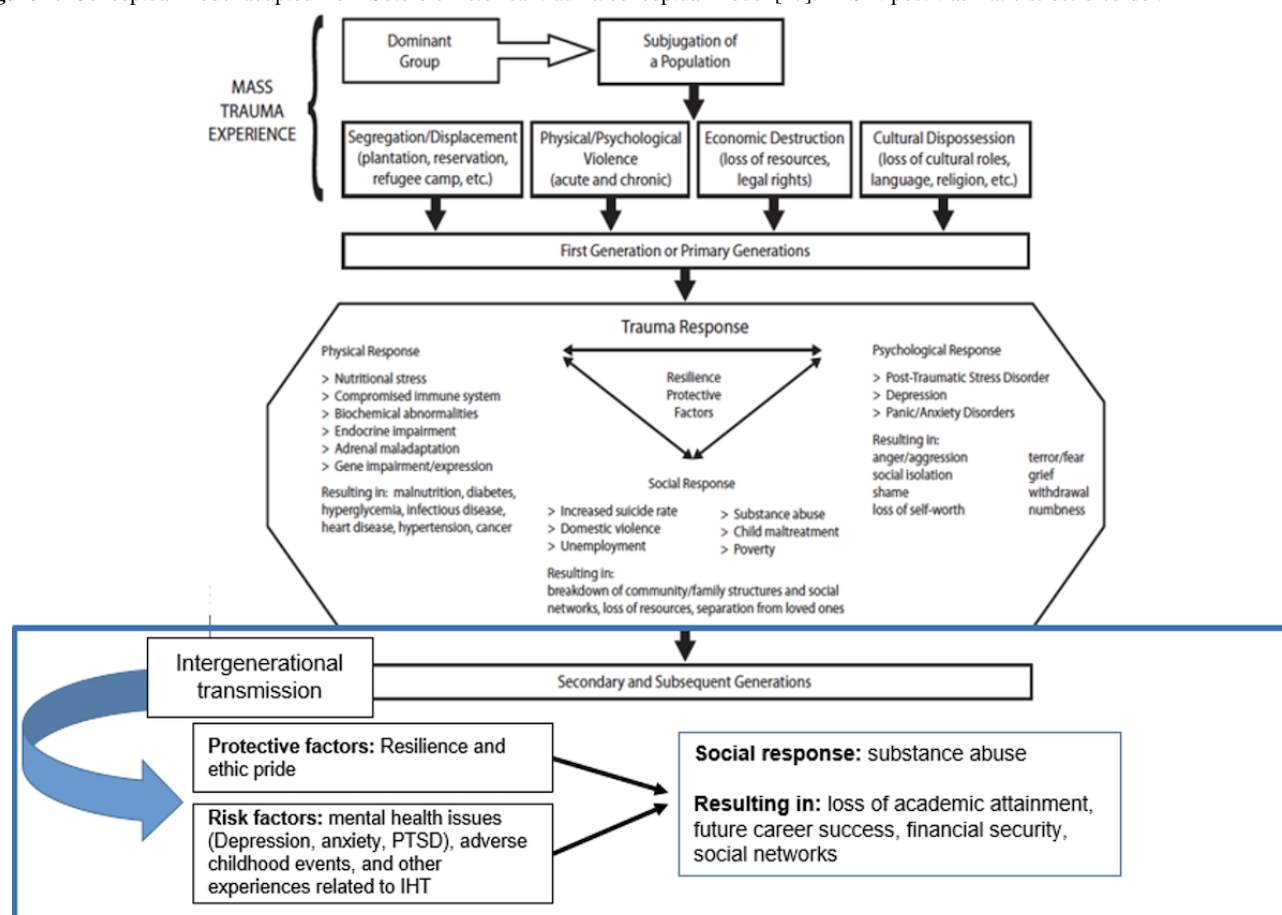 Dominant
Group
Subjugation of
a Population
MASS
TRAUMA
EXPERIENCE
Segregation/Displacement
(plantation, reservation,
refugee camp, etc.)
Physical/Psychological
Violence
(acute and chronic)
Economic Destruction
(loss of resources,
legal rights)
Cultural Dispossession
(loss of cultural roles,
language, religion, etc.)
First Generation or Primary Generations
Trauma Response
Physical Response
> Nutritional stress
> Compromised immune system
> Biochemical abnormalities
> Endocrine impairment
> Adrenal maladaptation
> Gene impairment/expression
Resulting in: malnutrition, diabetes,
hyperglycemia, infectious disease,
heart disease, hypertension, cancer
Resilience
Protective
Factors
Psychological Response
> Post-Traumatic Stress Disorder
> Depression
> Panic/Anxiety Disorders
Resulting in:
anger/aggression terror/fear
social isolation grief
shame withdrawal
loss of self-worth numbness
Social Response
> Increased suicide rate
> Domestic violence
> Unemployment
> Substance abuse
> Child maltreatment
> Poverty
Resulting in:
breakdown of community/family structures and social
networks, loss of resources, separation from loved ones
Intergenerational
transmission
Secondary and Subsequent Generations
Protective factors: Resilience and
ethic pride
Risk factors: mental health issues
(Depression, anxiety, PTSD), adverse
childhood events, and other
experiences related to IHT
Social response: substance abuse
Resulting in: loss of academic attainment,
future career success, financial security,
social networks